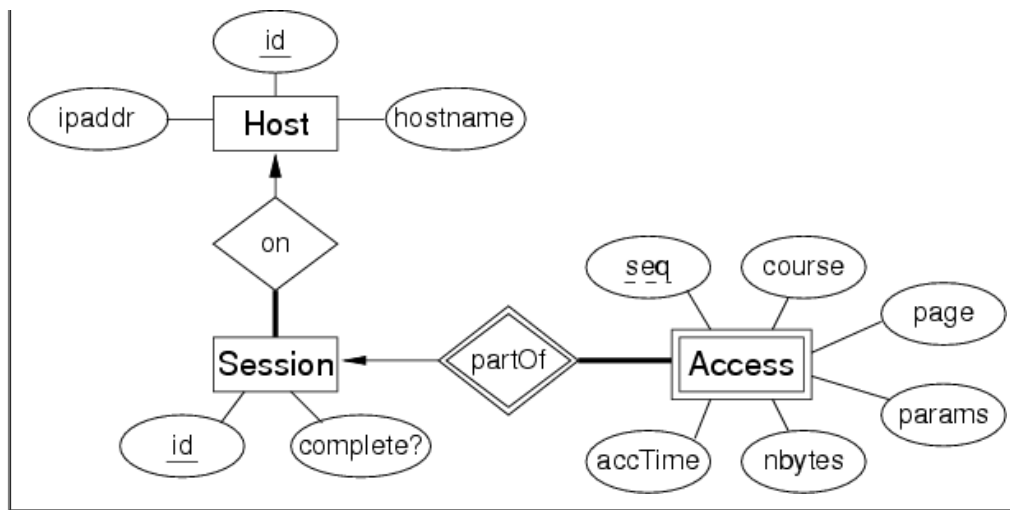 id
ipaddr
Host
hostname
on
seq
course
page
Session
partOf
Access
params
id
complete?
accTime
nbytes